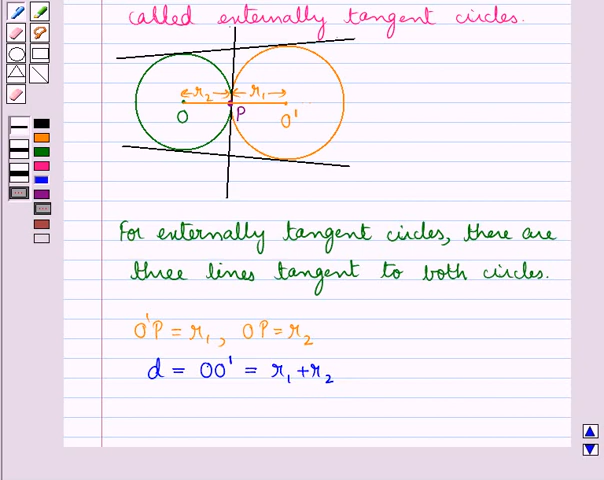 called externally tangent circles.
r₂ r₁
O P O'
For externally tangent circles, there are
three lines tangent to both circles.
O'P = r₁, OP = r₂
d = OO' = r₁ + r₂